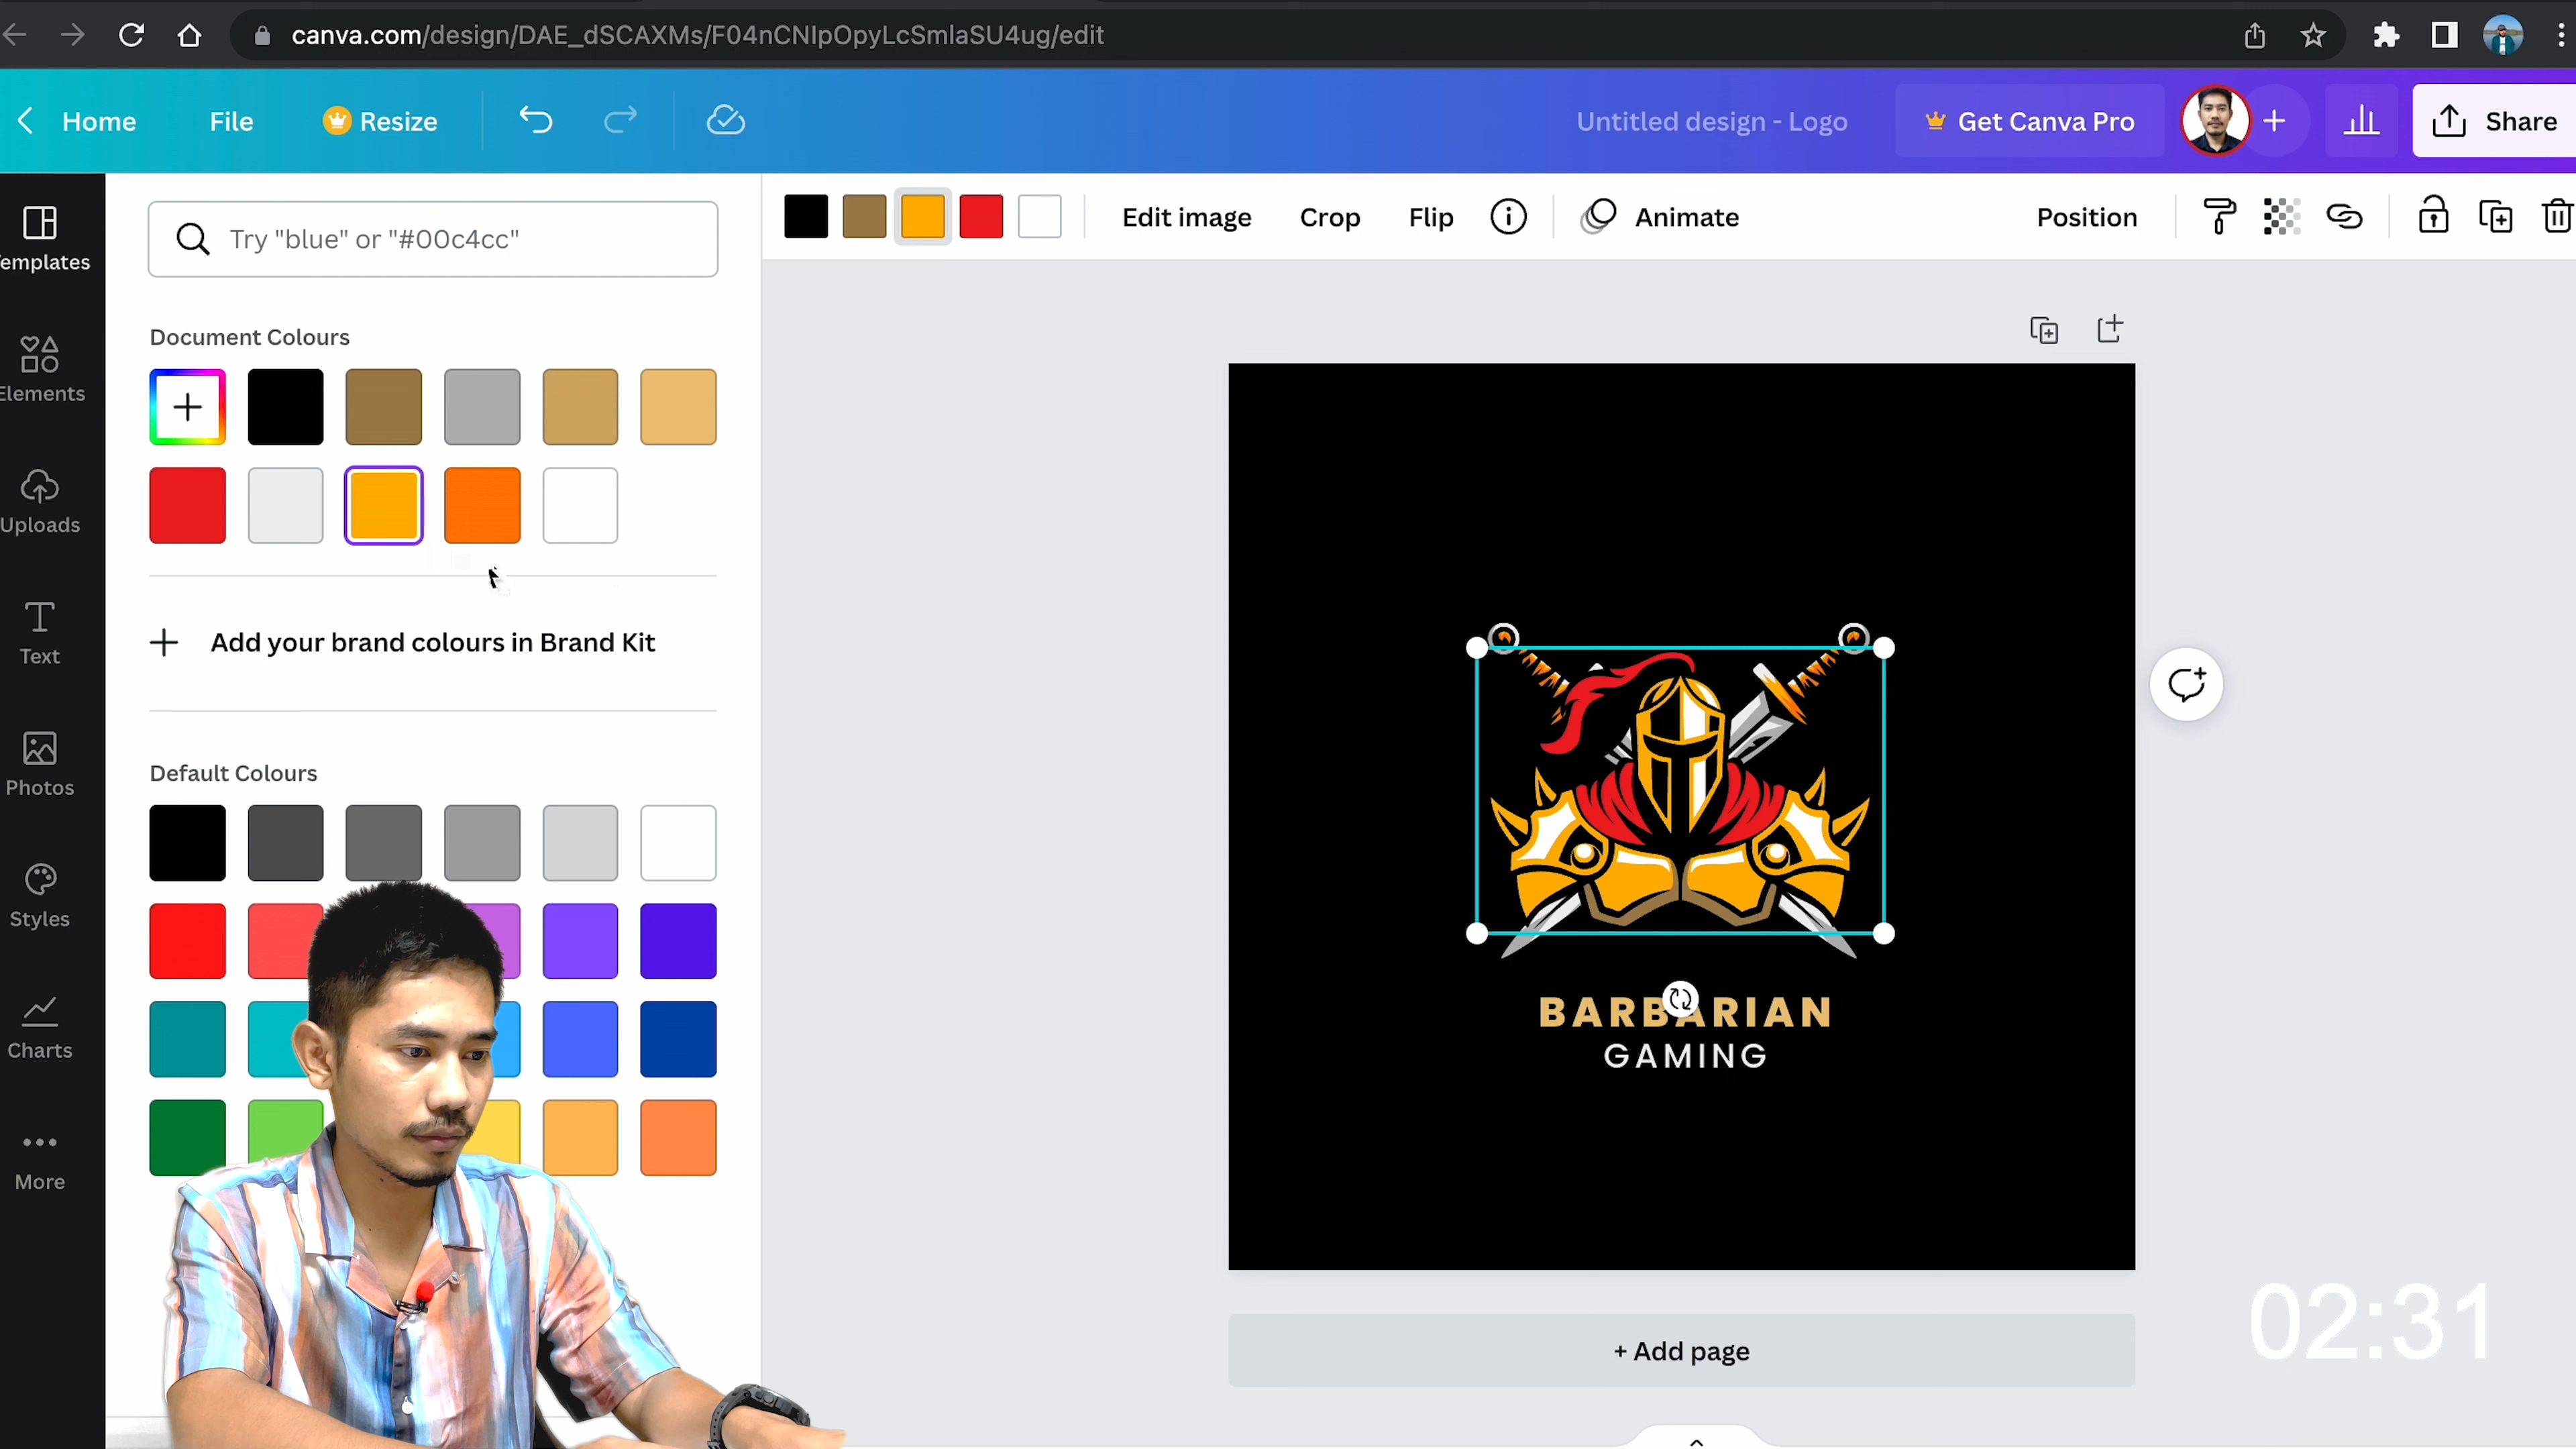 canva.com/design/DAE_dSCAXMs/F04nCNIpOpyLcSmlaSU4ug/edit
Home
File
Resize
Untitled design - Logo
Get Canva Pro
Share
emplates
Elements
Uploads
Text
Photos
Styles
Charts
More
Try "blue" or "#00c4cc"
Document Colours
Add your brand colours in Brand Kit
Default Colours
Edit image
Crop
Flip
Animate
Position
BARBARIAN
GAMING
+ Add page
02:31